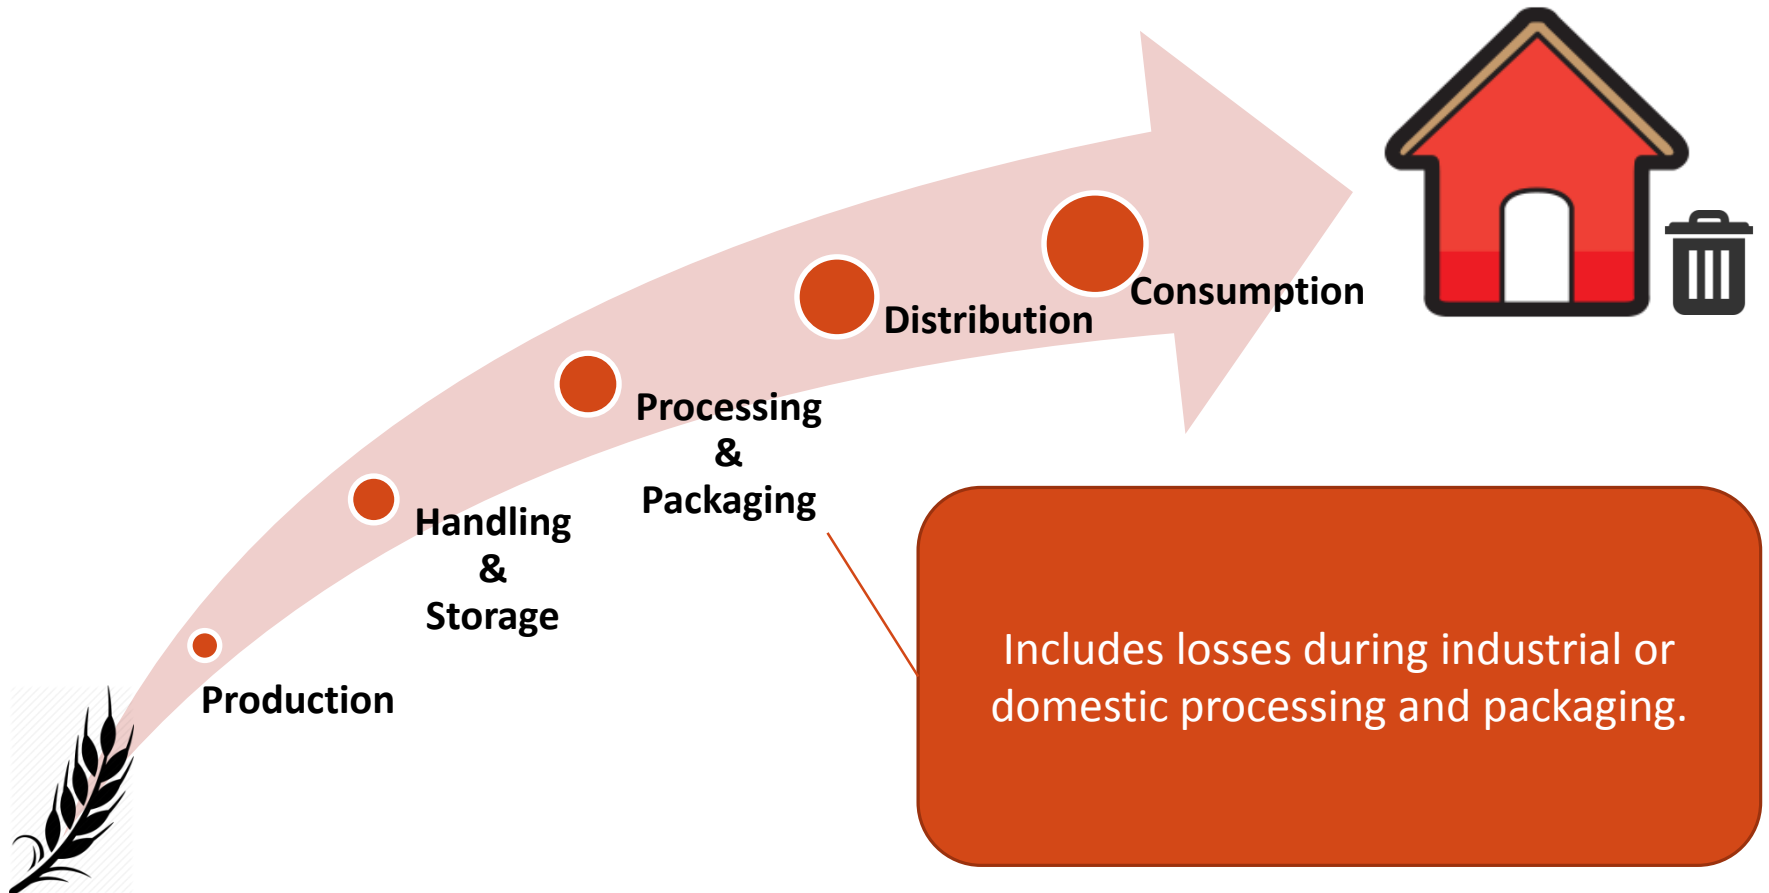 Production
Handling
&
Storage
Processing
&
Packaging
Distribution
Consumption
Includes losses during industrial or
domestic processing and packaging.